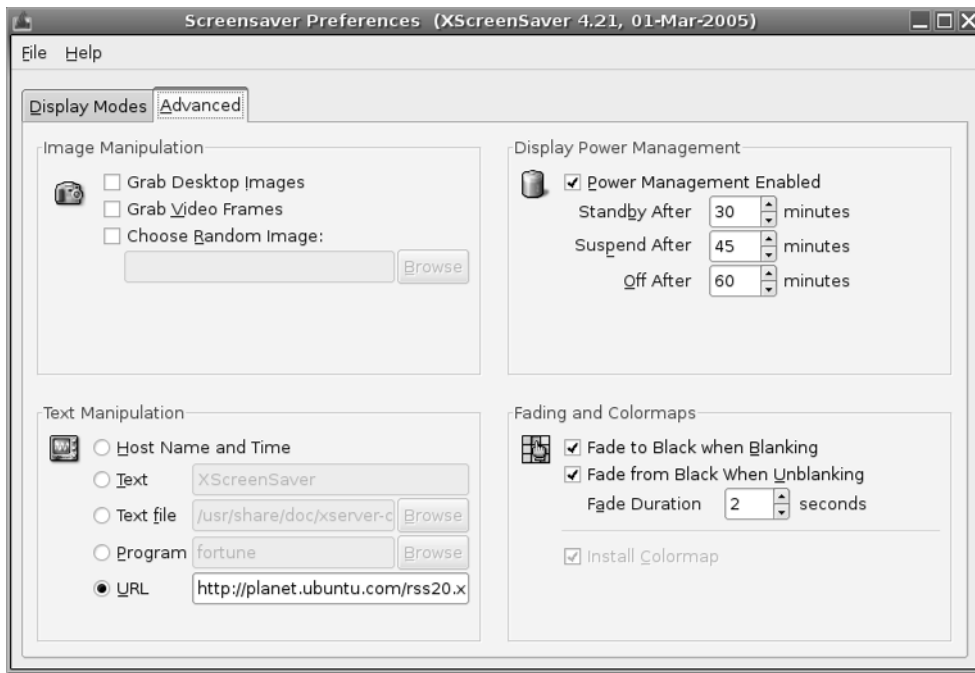 Screensaver Preferences (XScreenSaver 4.21, 01-Mar-2005)
File Help
Display Modes Advanced
Image Manipulation
Grab Desktop Images
Grab Video Frames
Choose Random Image:
Browse
Display Power Management
Power Management Enabled
Standby After 30 minutes
Suspend After 45 minutes
Off After 60 minutes
Text Manipulation
Host Name and Time
Text XScreenSaver
Text file /usr/share/doc/xserver-c Browse
Program fortune Browse
URL http://planet.ubuntu.com/rss20.x
Fading and Colormaps
Fade to Black when Blanking
Fade from Black When Unblanking
Fade Duration 2 seconds
Install Colormap